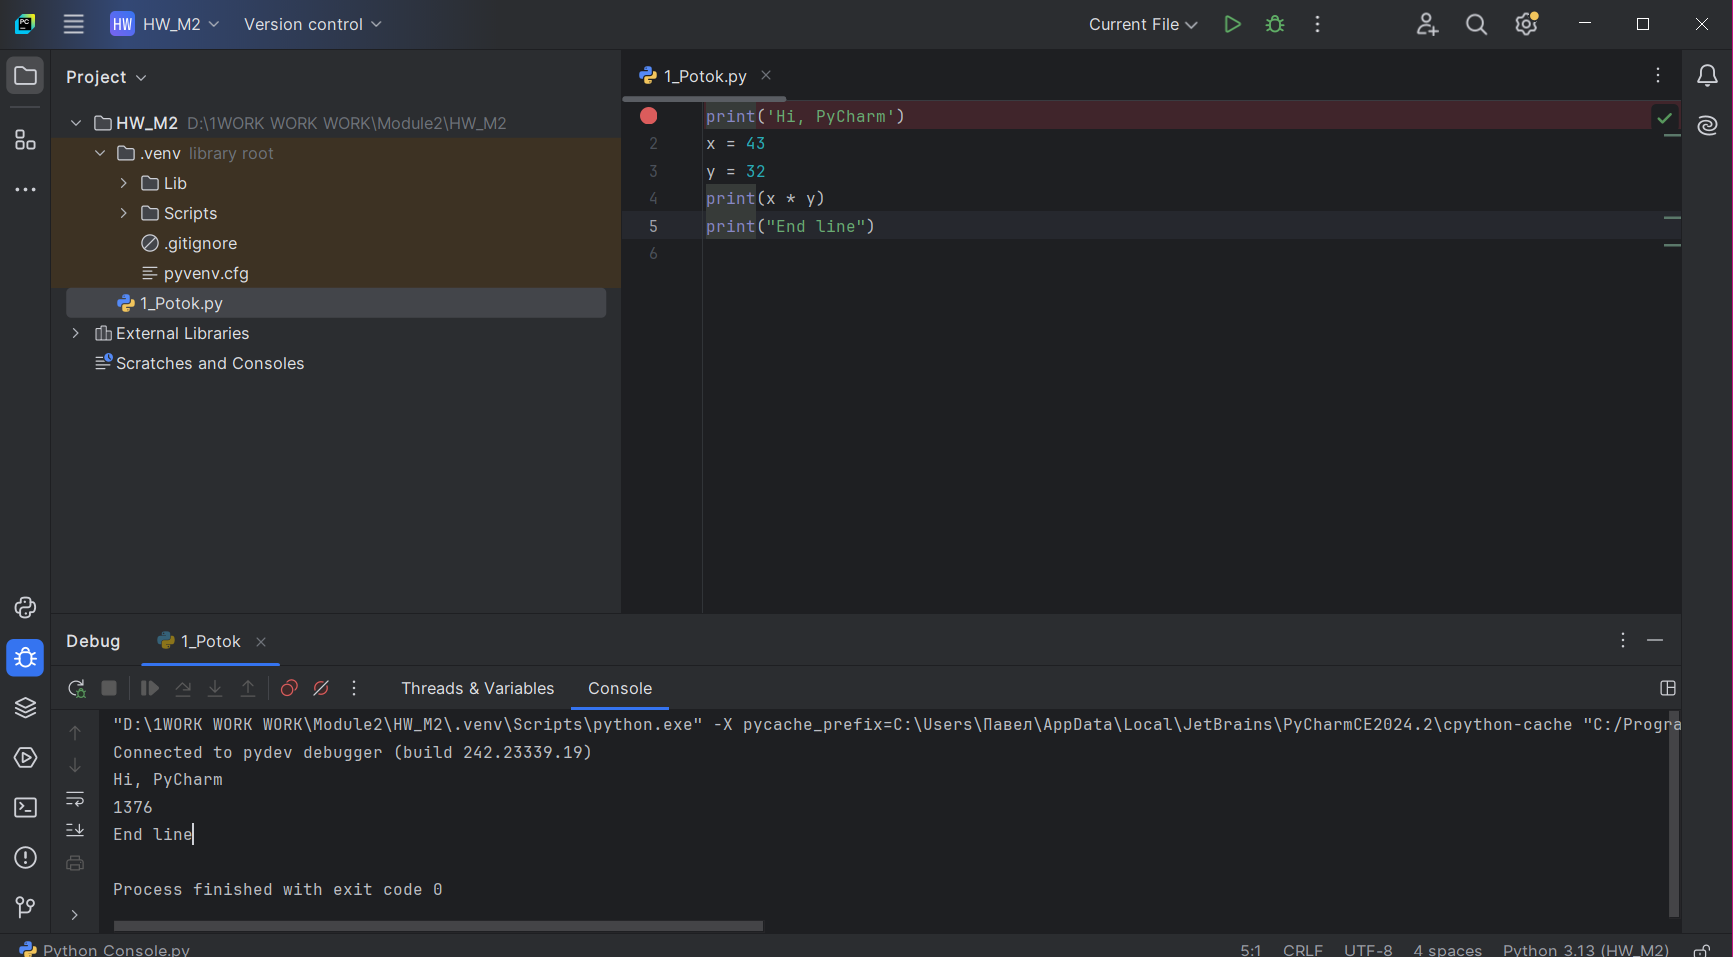 HW HW_M2 Version control Current File
Project
1_Potok.py
HW_M2 D:\1WORK WORK WORK\Module2\HW_M2
.venv library root
Lib
Scripts
.gitignore
pyvenv.cfg
1_Potok.py
External Libraries
Scratches and Consoles
print('Hi, PyCharm')
2 x = 43
3 y = 32
4 print(x * y)
5 print("End line")
6
Debug 1_Potok
Threads & Variables Console
"D:\1WORK WORK WORK\Module2\HW_M2\.venv\Scripts\python.exe" -X pycache_prefix=C:\Users\Павел\AppData\Local\JetBrains\PyCharmCE2024.2\cpython-cache "C:/Progra
Connected to pydev debugger (build 242.23339.19)
Hi, PyCharm
1376
End line
Process finished with exit code 0
Python Console.py 5:1 CRLF UTF-8 4 spaces Python 3.13 (HW_M2)